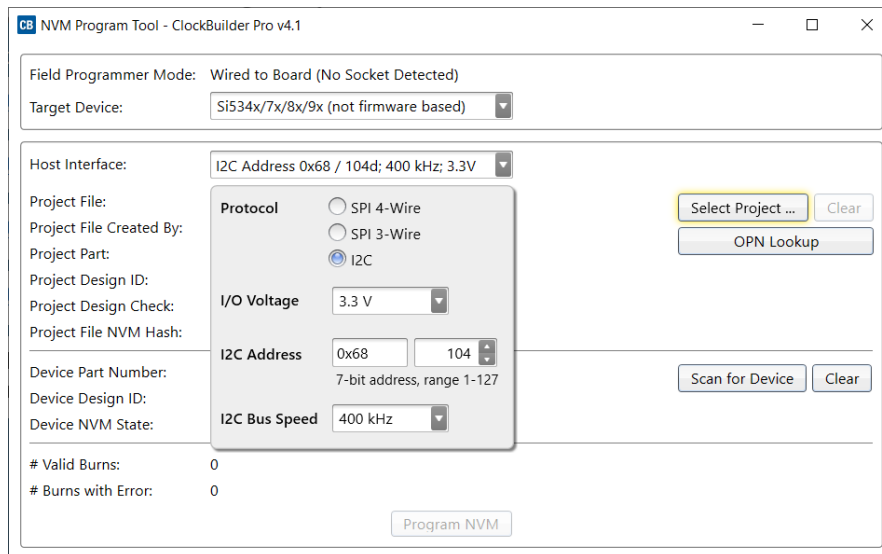 CB NVM Program Tool - ClockBuilder Pro v4.1
Field Programmer Mode: Wired to Board (No Socket Detected)
Target Device: Si534x/7x/8x/9x (not firmware based)
Host Interface: I2C Address 0x68 / 104d; 400 kHz; 3.3V
Project File:
Project File Created By:
Project Part:
Project Design ID:
Project Design Check:
Project File NVM Hash:
Protocol SPI 4-Wire
SPI 3-Wire
I2C
I/O Voltage 3.3 V
I2C Address 0x68 104
7-bit address, range 1-127
I2C Bus Speed 400 kHz
Select Project ... Clear
OPN Lookup
Device Part Number:
Device Design ID:
Device NVM State:
Scan for Device Clear
# Valid Burns: 0
# Burns with Error: 0
Program NVM